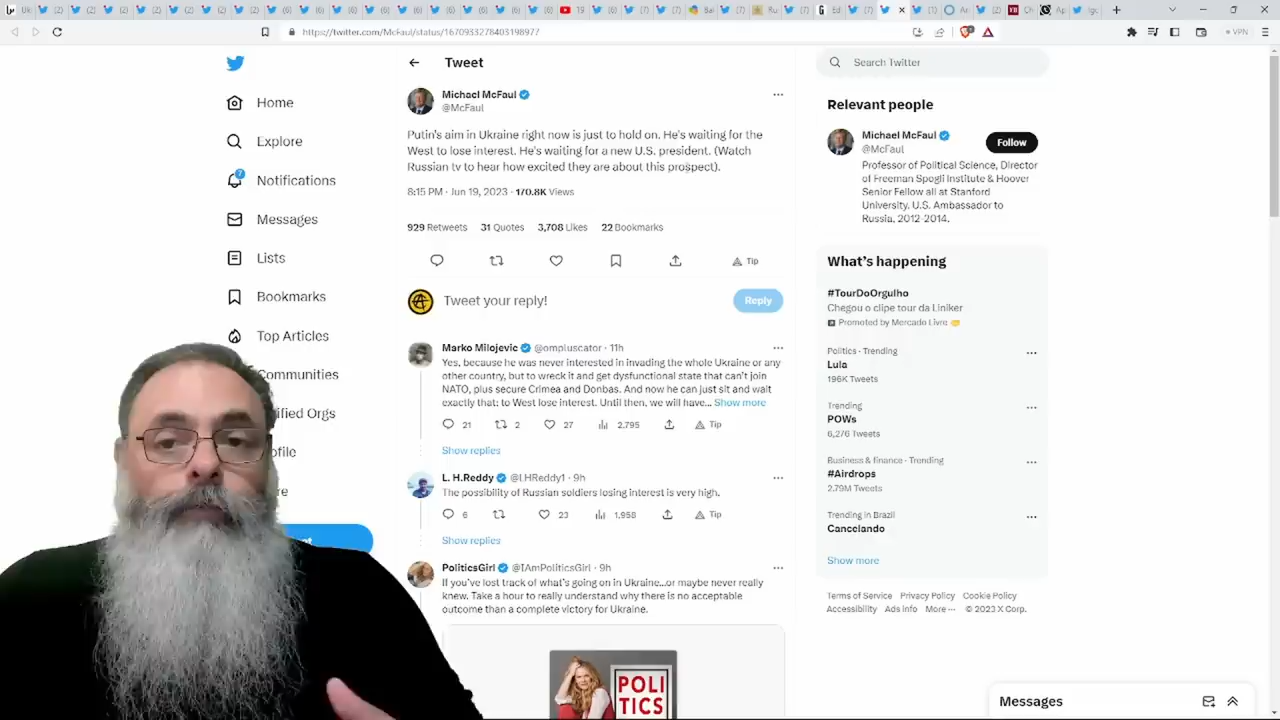 https://twitter.com/McFaul/status/1670933278403198977
VPN
Home
Explore
7
Notifications
Messages
Lists
Bookmarks
Top Articles
Communities
ified Orgs
ofile
Tweet
Michael McFaul
@McFaul
Putin's aim in Ukraine right now is just to hold on. He's waiting for the
West to lose interest. He's waiting for a new U.S. president. (Watch
Russian tv to hear how excited they are about this prospect).
8:15 PM · Jun 19, 2023 · 170.8K Views
929 Retweets 31 Quotes 3,708 Likes 22 Bookmarks
Tip
Tweet your reply!
Reply
Marko Milojevic @ompluscator · 11h
Yes, because he was never interested in invading the whole Ukraine or any
other country, but to wreck it and get dysfunctional state that can't join
NATO, plus secure Crimea and Donbas. And now he can just sit and wait
exactly that: to West lose interest. Until then, we will have... Show more
21 2 27 2,795 Tip
Show replies
L. H.Reddy @LHReddy1 · 9h
The possibility of Russian soldiers losing interest is very high.
6 23 1,958 Tip
Show replies
PoliticsGirl @IAmPoliticsGirl · 9h
If you've lost track of what's going on in Ukraine...or maybe never really
knew. Take a hour to really understand why there is no acceptable
outcome than a complete victory for Ukraine.
POLI
TICS
Search Twitter
Relevant people
Michael McFaul
@McFaul
Follow
Professor of Political Science, Director
of Freeman Spogli Institute & Hoover
Senior Fellow all at Stanford
University. U.S. Ambassador to
Russia, 2012-2014.
What's happening
#TourDoOrgulho
Chegou o clipe tour da Liniker
Promoted by Mercado Livre
Politics · Trending
Lula
196K Tweets
Trending
POWs
6,276 Tweets
Business & finance · Trending
#Airdrops
2.79M Tweets
Trending in Brazil
Cancelando
Show more
Terms of Service Privacy Policy Cookie Policy
Accessibility Ads info More ··· © 2023 X Corp.
Messages